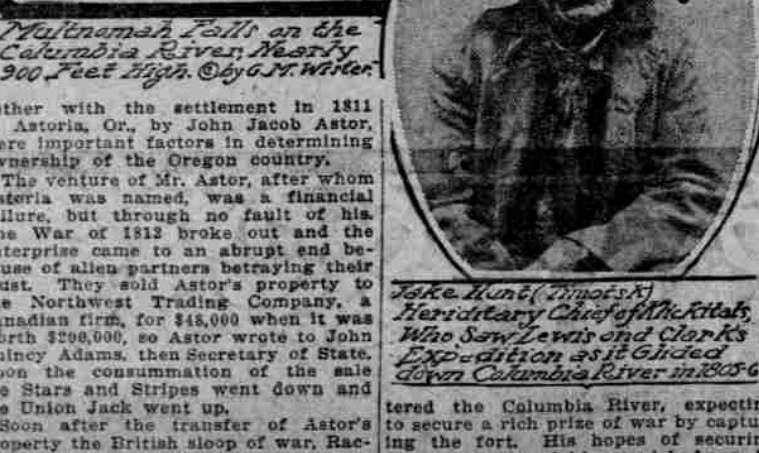 Multnomah Falls on the
Columbia River, Nearly
900 Feet High. © by G. M. Wister.
ther with the settlement in 1811
Astoria, Or., by John Jacob Astor,
ere important factors in determining
wnership of the Oregon country.
The venture of Mr. Astor, after whom
storia was named, was a financial
ilure, but through no fault of his.
he War of 1812 broke out and the
nterprise came to an abrupt end be-
use of alien partners betraying their
ust. They sold Astor's property to
e Northwest Trading Company, a
anadian firm, for $48,000 when it was
orth $200,000, so Astor wrote to John
uincy Adams, then Secretary of State.
pon the consummation of the sale
e Stars and Stripes went down and
e Union Jack went up.
Soon after the transfer of Astor's
operty the British sloop of war, Rac-
Jake Hunt (Timotsk)
Heriditary Chief of Klickitats,
Who Saw Lewis and Clark's
Expedition as it Glided
down Columbia River in 1805-6
tered the Columbia River, expectin
to secure a rich prize of war by captu
ing the fort. His hopes of securin